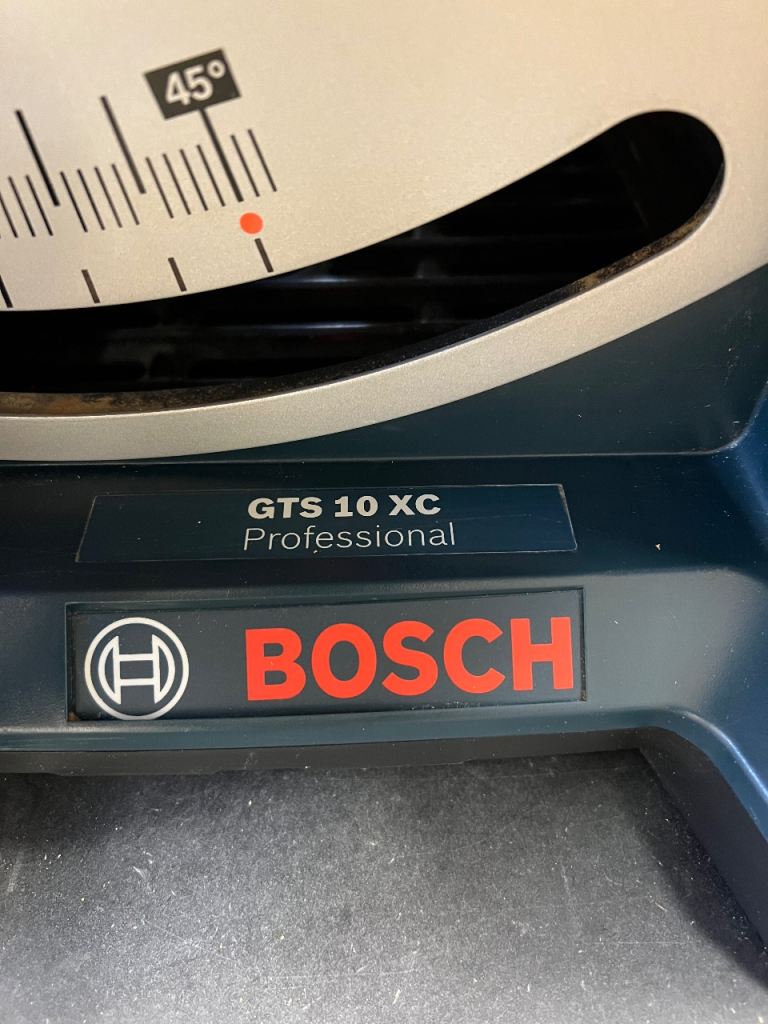 45°
GTS 10 XC
Professional
BOSCH